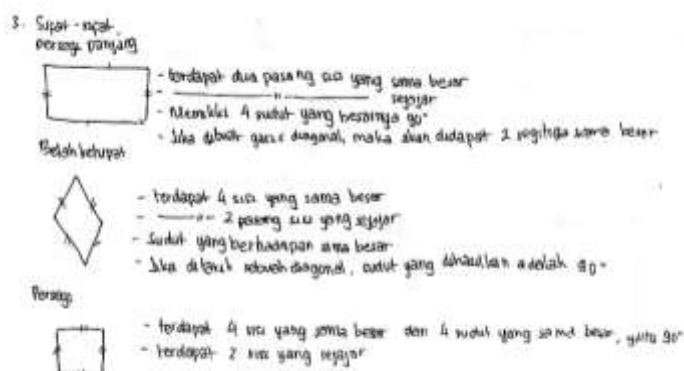 3. Sifat-sifat
persegi panjang
- terdapat dua pasang sisi yang sama besar
- ———— " ———— sejajar
- Memiliki 4 sudut yang besarnya 90°
- Jika dibuat garis diagonal, maka akan didapat 2 segitiga sama besar
Belah ketupat
- terdapat 4 sisi yang sama besar
- —— " — 2 pasang sisi yang sejajar
- Sudut yang berhadapan sama besar
- Jika ditarik sebuah diagonal, sudut yang dihasilkan adalah 90°
Persegi
- terdapat 4 sisi yang sama besar dan 4 sudut yang sama besar, yaitu 90°
- terdapat 2 sisi yang sejajar